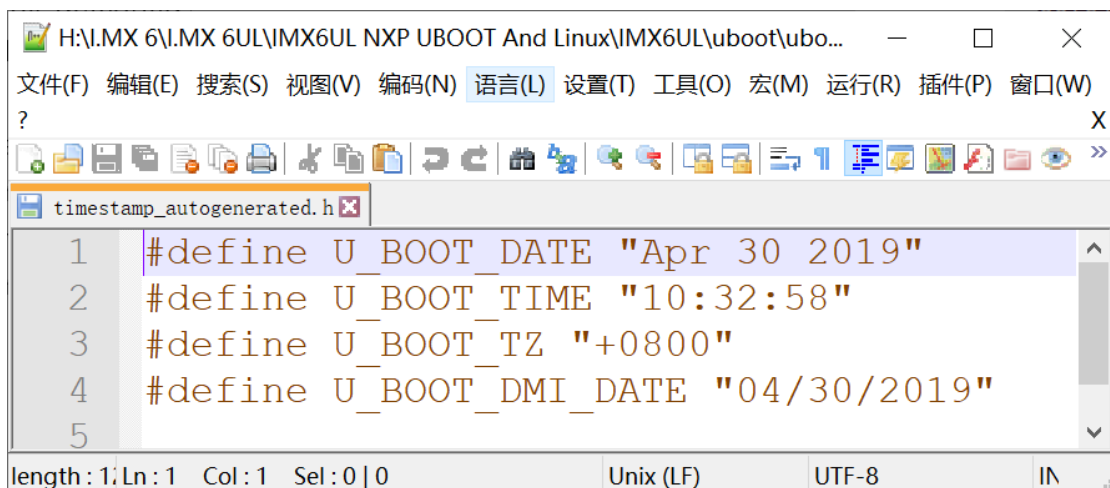 H:\I.MX 6\I.MX 6UL\IMX6UL NXP UBOOT And Linux\IMX6UL\uboot\ubo...
文件(F) 编辑(E) 搜索(S) 视图(V) 编码(N) 语言(L) 设置(T) 工具(O) 宏(M) 运行(R) 插件(P) 窗口(W)
? X
timestamp_autogenerated.h
1 #define U_BOOT_DATE "Apr 30 2019"
2 #define U_BOOT_TIME "10:32:58"
3 #define U_BOOT_TZ "+0800"
4 #define U_BOOT_DMI_DATE "04/30/2019"
5
length : 1 Ln : 1 Col : 1 Sel : 0 | 0 Unix (LF) UTF-8 IN